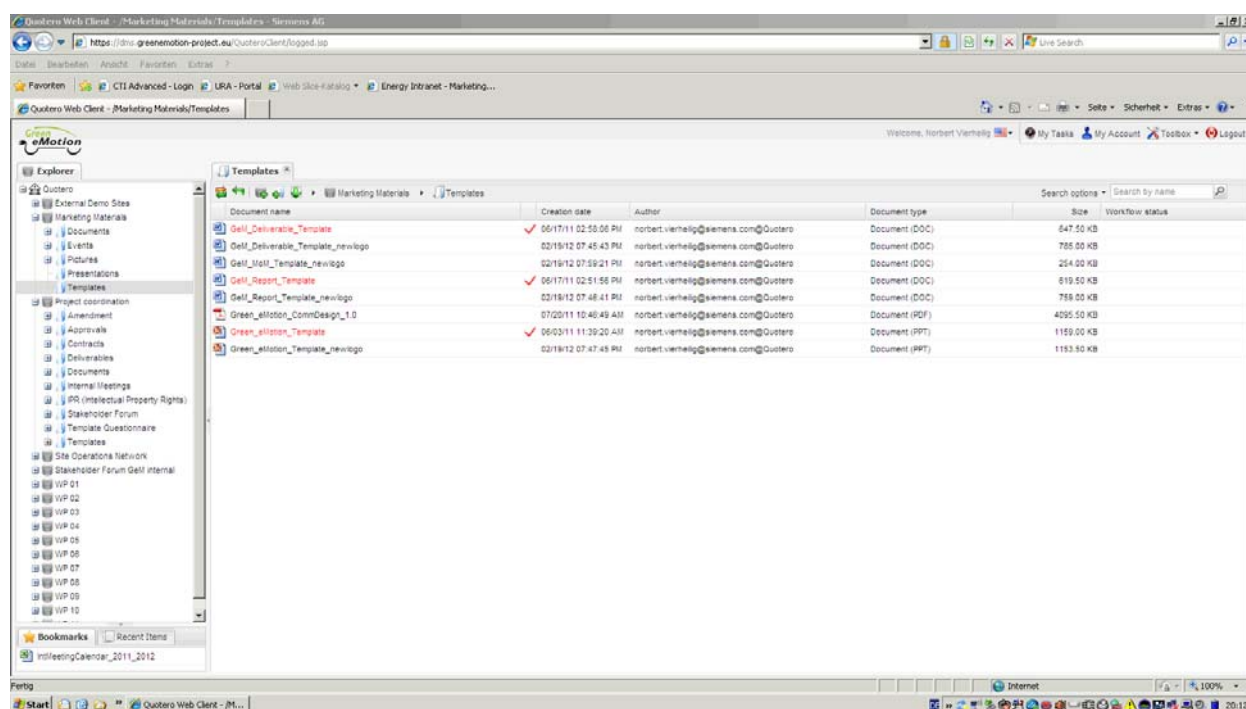 Quotero Web Client - /Marketing Materials/Templates - Siemens AG
https://dms.greenemotion-project.eu/QuoteroClient/logged.jsp
Live Search
Datei Bearbeiten Ansicht Favoriten Extras ?
Favoriten CTI Advanced - Login URA - Portal Web Slice-Katalog Energy Intranet - Marketing...
Quotero Web Client - /Marketing Materials/Templates
Seite Sicherheit Extras
Green eMotion
Welcome, Norbert Vierheilig My Tasks My Account Toolbox Logout
Explorer
Templates
Quotero
External Demo Sites
Marketing Materials
Documents
Events
Pictures
Presentations
Templates
Project coordination
Amendment
Approvals
Contracts
Deliverables
Documents
Internal Meetings
IPR (Intellectual Property Rights)
Stakeholder Forum
Template Questionnaire
Templates
Site Operations Network
Stakeholder Forum GeM internal
WP 01
WP 02
WP 03
WP 04
WP 05
WP 06
WP 07
WP 08
WP 09
WP 10
Marketing Materials Templates
Search options Search by name
Document name Creation date Author Document type Size Workflow status
GeM_Deliverable_Template 06/17/11 02:58:06 PM norbert.vierheilig@siemens.com@Quotero Document (DOC) 647.50 KB
GeM_Deliverable_Template_newlogo 02/19/12 07:45:43 PM norbert.vierheilig@siemens.com@Quotero Document (DOC) 785.00 KB
GeM_MoM_Template_newlogo 02/19/12 07:59:21 PM norbert.vierheilig@siemens.com@Quotero Document (DOC) 254.00 KB
GeM_Report_Template 06/17/11 02:51:56 PM norbert.vierheilig@siemens.com@Quotero Document (DOC) 619.50 KB
GeM_Report_Template_newlogo 02/19/12 07:46:41 PM norbert.vierheilig@siemens.com@Quotero Document (DOC) 759.00 KB
Green_eMotion_CommDesign_1.0 07/20/11 10:46:49 AM norbert.vierheilig@siemens.com@Quotero Document (PDF) 4095.50 KB
Green_eMotion_Template 06/03/11 11:39:20 AM norbert.vierheilig@siemens.com@Quotero Document (PPT) 1159.00 KB
Green_eMotion_Template_newlogo 02/19/12 07:47:45 PM norbert.vierheilig@siemens.com@Quotero Document (PPT) 1153.50 KB
Bookmarks Recent Items
IntMeetingCalendar_2011_2012
Fertig
Internet 100%
Start Quotero Web Client - /M... 20:12